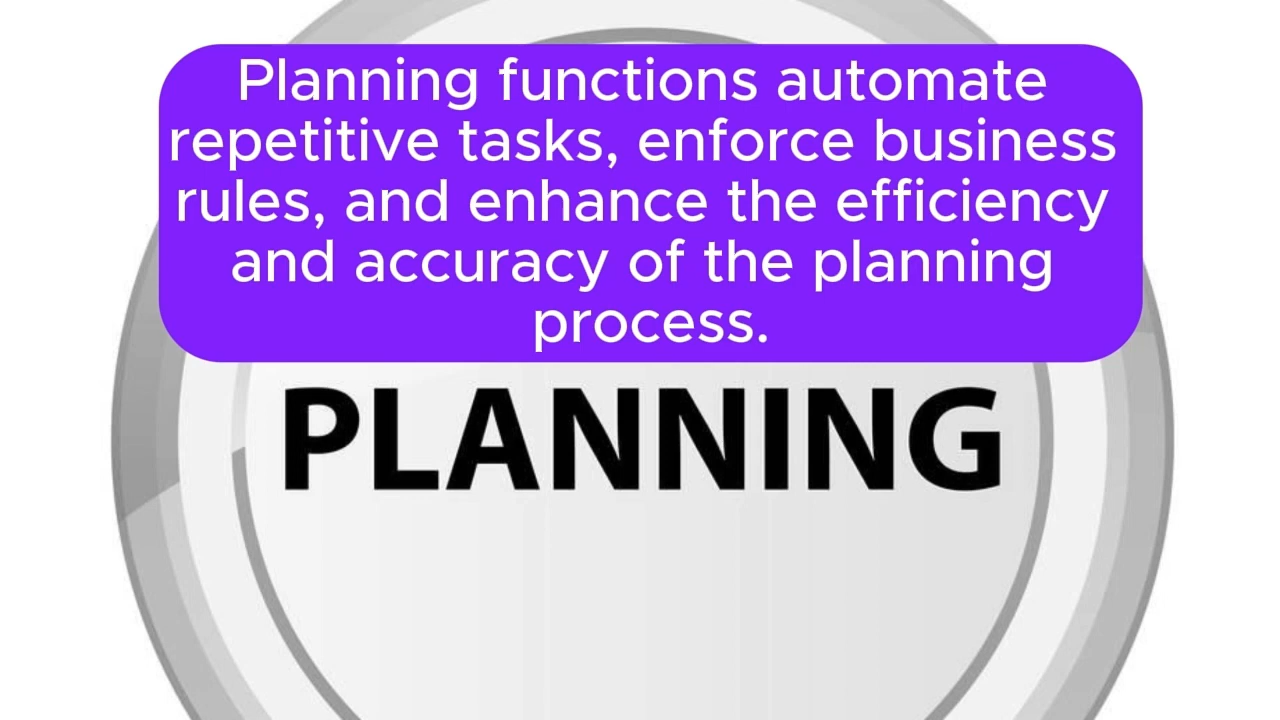 Planning functions automate
repetitive tasks, enforce business
rules, and enhance the efficiency
and accuracy of the planning
process.
PLANNING